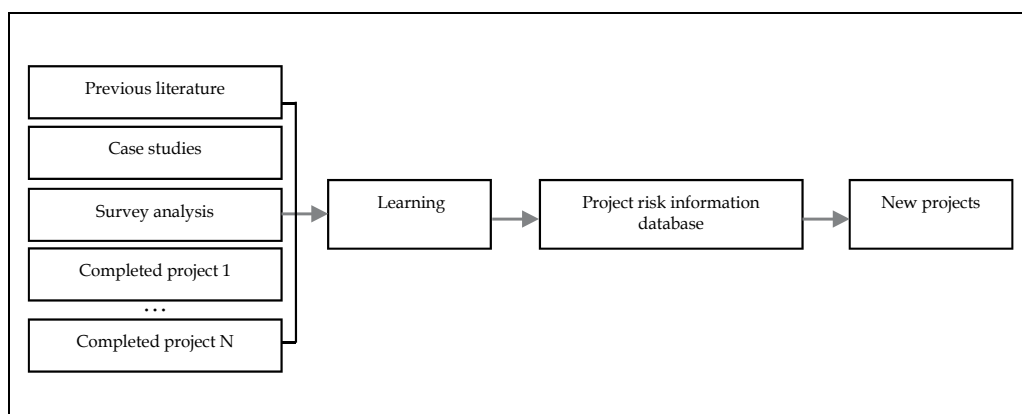 Previous literature
Case studies
Survey analysis
Completed project 1
...
Completed project N
Learning
Project risk information
database
New projects